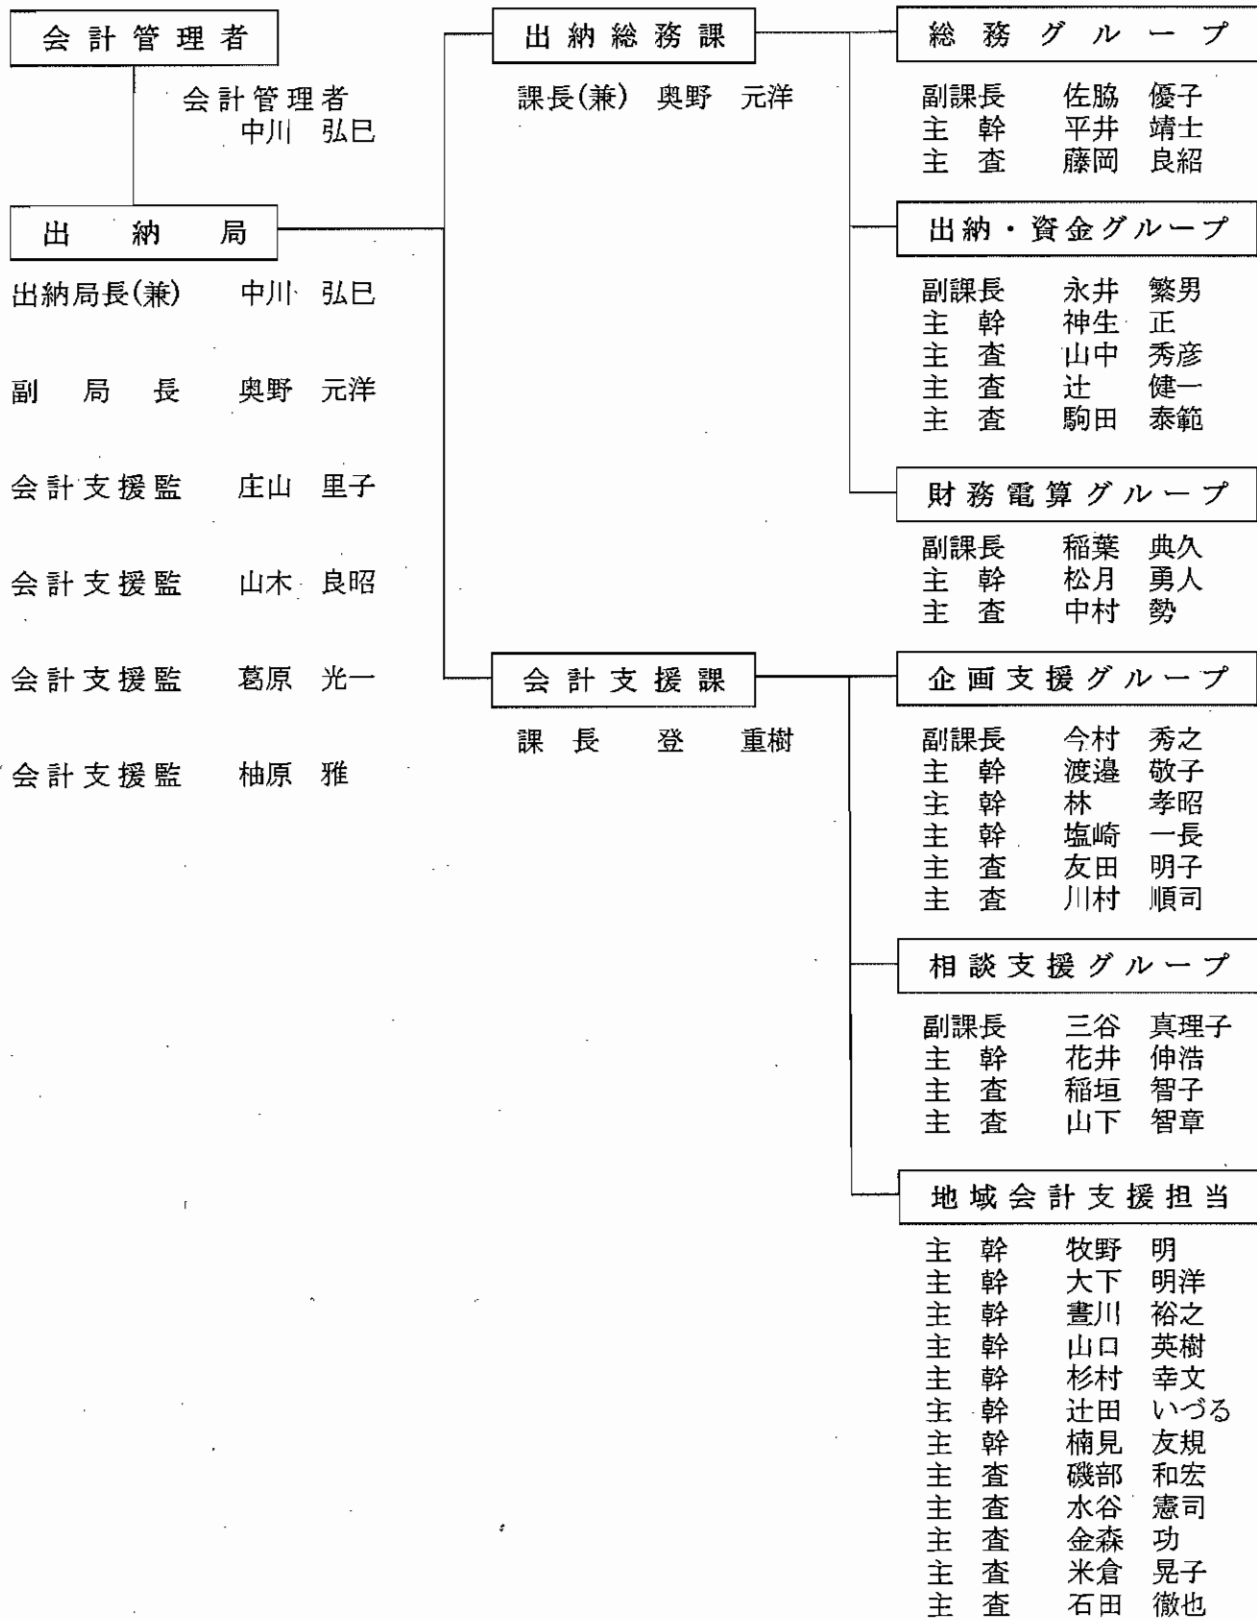 会計管理者
会計管理者
中川 弘巳
出納局
出納局長(兼) 中川 弘巳
副局長 奥野 元洋
会計支援監 庄山 里子
会計支援監 山木 良昭
会計支援監 葛原 光一
会計支援監 柚原 雅
出納総務課
課長(兼) 奥野 元洋
総務グループ
副課長 佐脇 優子
主幹 平井 靖士
主査 藤岡 良紹
出納・資金グループ
副課長 永井 繁男
主幹 神生 正
主査 山中 秀彦
主査 辻 健一
主査 駒田 泰範
財務電算グループ
副課長 稲葉 典久
主幹 松月 勇人
主査 中村 勢
会計支援課
課長 登 重樹
企画支援グループ
副課長 今村 秀之
主幹 渡邉 敬子
主幹 林 孝昭
主幹 塩崎 一長
主査 友田 明子
主査 川村 順司
相談支援グループ
副課長 三谷 真理子
主幹 花井 伸浩
主査 稲垣 智子
主査 山下 智章
地域会計支援担当
主幹 牧野 明
主幹 大下 明洋
主幹 晝川 裕之
主幹 山口 英樹
主幹 杉村 幸文
主幹 辻田 いづる
主幹 楠見 友規
主査 磯部 和宏
主査 水谷 憲司
主査 金森 功
主査 米倉 晃子
主査 石田 徹也